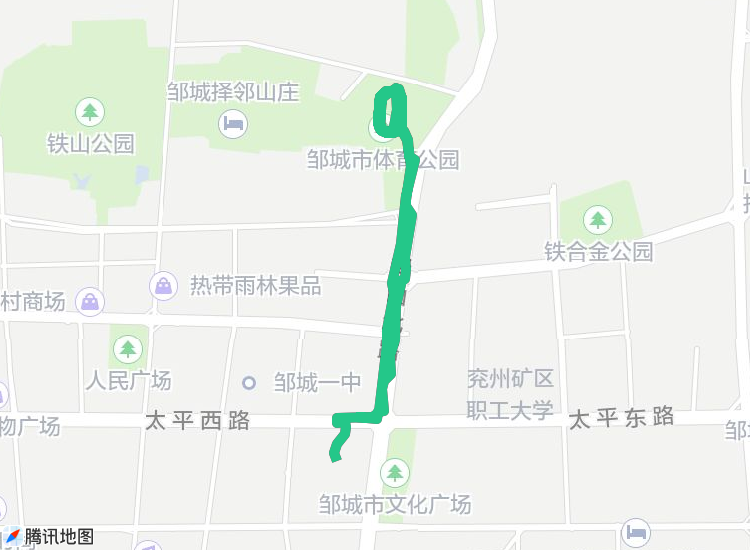 邹城择邻山庄
铁山公园
邹城市体育公园
铁合金公园
热带雨林果品
村商场
人民广场
邹城一中
兖州矿区
职工大学
太平西路
太平东路
物广场
邹城市文化广场
腾讯地图